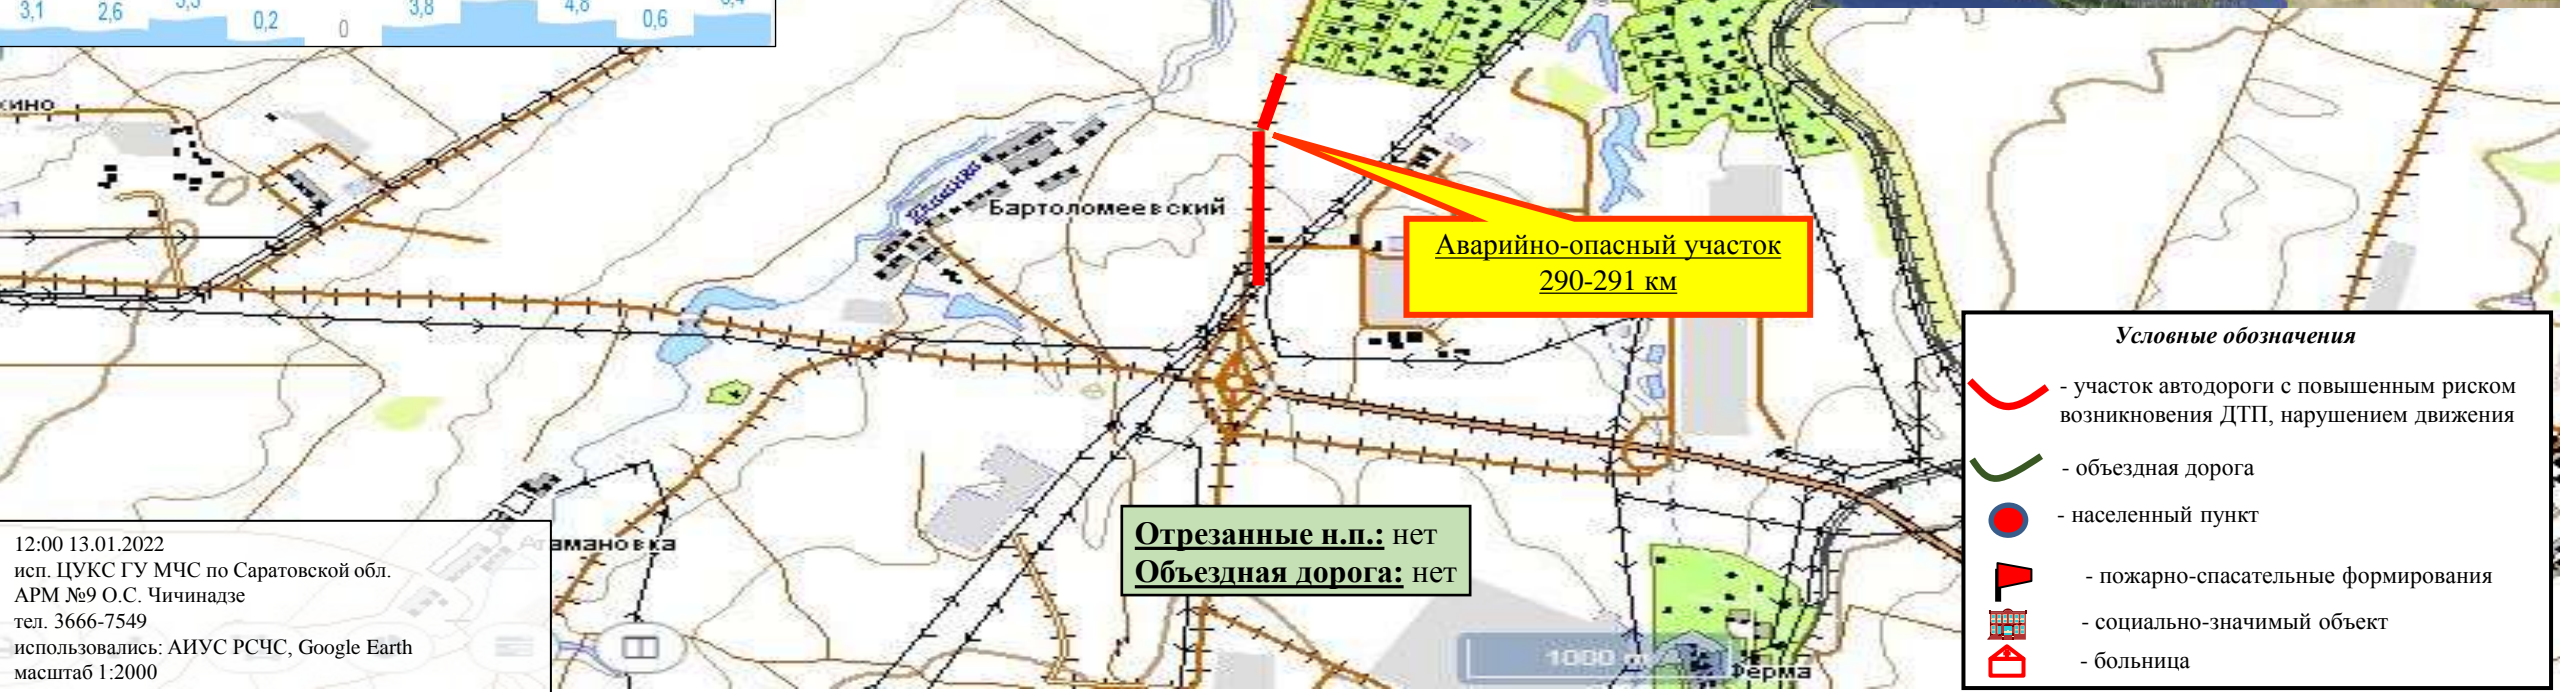 3,1 2,6 0,2 0 3,8 4,8 0,6
кино
Бартоломеевский
Аварийно-опасный участок
290-291 км
Условные обозначения
- участок автодороги с повышенным риском
возникновения ДТП, нарушением движения
- объездная дорога
- населенный пункт
- пожарно-спасательные формирования
- социально-значимый объект
- больница
Отрезанные н.п.: нет
Объездная дорога: нет
Атамановка
12:00 13.01.2022
исп. ЦУКС ГУ МЧС по Саратовской обл.
АРМ №9 О.С. Чичинадзе
тел. 3666-7549
использовались: АИУС РСЧС, Google Earth
масштаб 1:2000
1000 m
Ферма